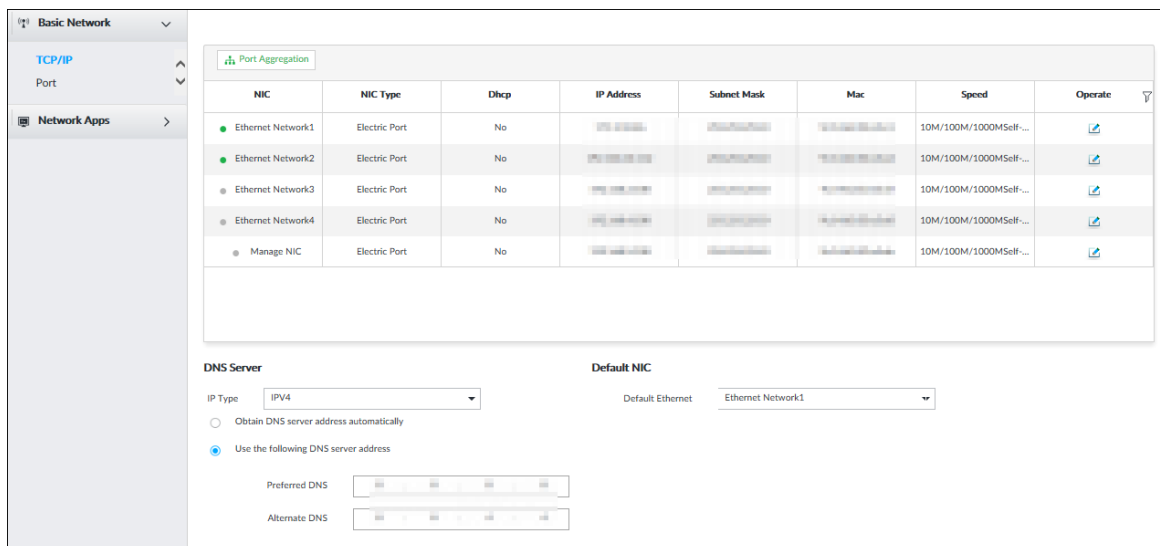 Basic Network
TCP/IP
Port
Network Apps
Port Aggregation
NIC NIC Type Dhcp IP Address Subnet Mask Mac Speed Operate
Ethernet Network1 Electric Port No 10M/100M/1000MSelf-...
Ethernet Network2 Electric Port No 10M/100M/1000MSelf-...
Ethernet Network3 Electric Port No 10M/100M/1000MSelf-...
Ethernet Network4 Electric Port No 10M/100M/1000MSelf-...
Manage NIC Electric Port No 10M/100M/1000MSelf-...
DNS Server Default NIC
IP Type IPV4 Default Ethernet Ethernet Network1
Obtain DNS server address automatically
Use the following DNS server address
Preferred DNS
Alternate DNS